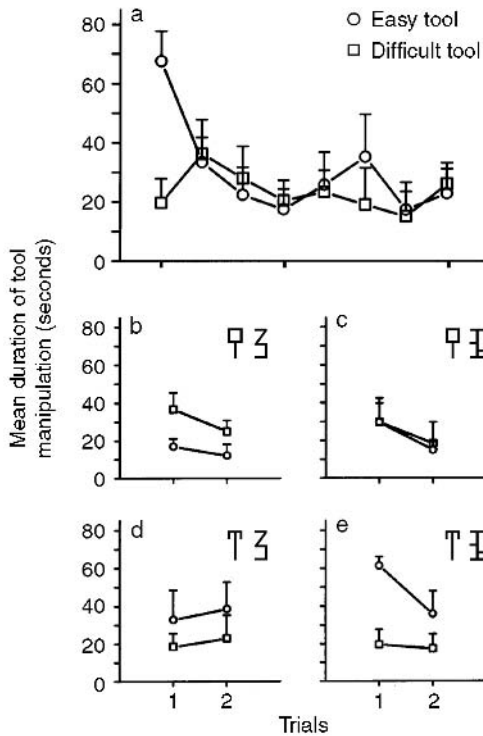 a
Easy tool
Difficult tool
80
60
40
20
0
Mean duration of tool
manipulation (seconds)
b
80
60
40
20
0
c
d
80
60
40
20
0
e
1 2
1 2
Trials